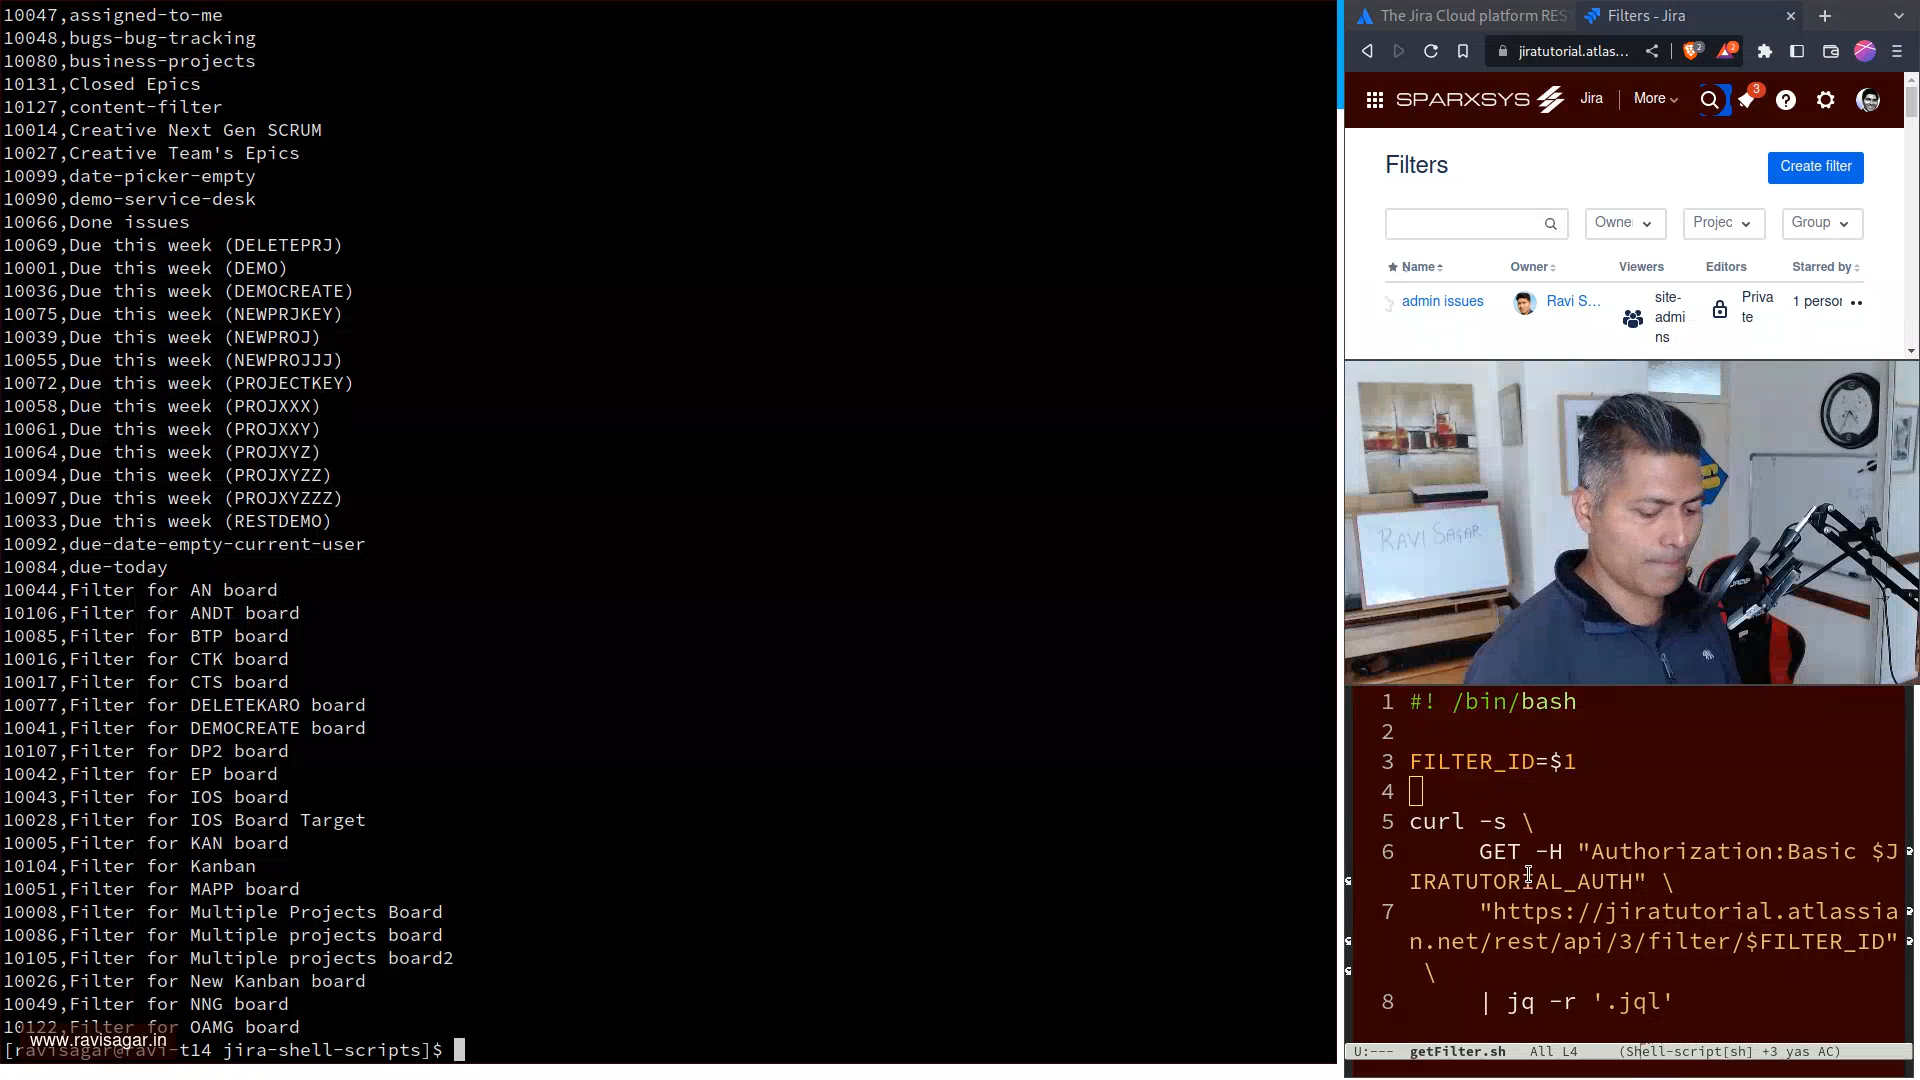 10047,assigned-to-me
10048,bugs-bug-tracking
10080,business-projects
10131,Closed Epics
10127,content-filter
10014,Creative Next Gen SCRUM
10027,Creative Team's Epics
10099,date-picker-empty
10090,demo-service-desk
10066,Done issues
10069,Due this week (DELETEPRJ)
10001,Due this week (DEMO)
10036,Due this week (DEMOCREATE)
10075,Due this week (NEWPRJKEY)
10039,Due this week (NEWPROJ)
10055,Due this week (NEWPROJJJ)
10072,Due this week (PROJECTKEY)
10058,Due this week (PROJXXX)
10061,Due this week (PROJXXY)
10064,Due this week (PROJXYZ)
10094,Due this week (PROJXYZZ)
10097,Due this week (PROJXYZZZ)
10033,Due this week (RESTDEMO)
10092,due-date-empty-current-user
10084,due-today
10044,Filter for AN board
10106,Filter for ANDT board
10085,Filter for BTP board
10016,Filter for CTK board
10017,Filter for CTS board
10077,Filter for DELETEKARO board
10041,Filter for DEMOCREATE board
10107,Filter for DP2 board
10042,Filter for EP board
10043,Filter for IOS board
10028,Filter for IOS Board Target
10005,Filter for KAN board
10104,Filter for Kanban
10051,Filter for MAPP board
10008,Filter for Multiple Projects Board
10086,Filter for Multiple projects board
10105,Filter for Multiple projects board2
10026,Filter for New Kanban board
10049,Filter for NNG board
10122,Filter for OAMG board
www.ravisagar.in
[ravisagar@ravi-t14 jira-shell-scripts]$
The Jira Cloud platform RES
Filters - Jira
jiratutorial.atlas...
2
2
SPARXSYS
Jira
More
3
Filters
Create filter
Owne
Projec
Group
Name
Owner
Viewers
Editors
Starred by
admin issues
Ravi S...
site-
admi
ns
Priva
te
1 person
RAVI SAGAR
1 #! /bin/bash
2
3 FILTER_ID=$1
4
5 curl -s \
6 GET -H "Authorization:Basic $J
IRATUTORIAL_AUTH" \
7 "https://jiratutorial.atlassia
n.net/rest/api/3/filter/$FILTER_ID"
\
8 | jq -r '.jql'
U:--- getFilter.sh All L4 (Shell-script[sh] +3 yas AC)